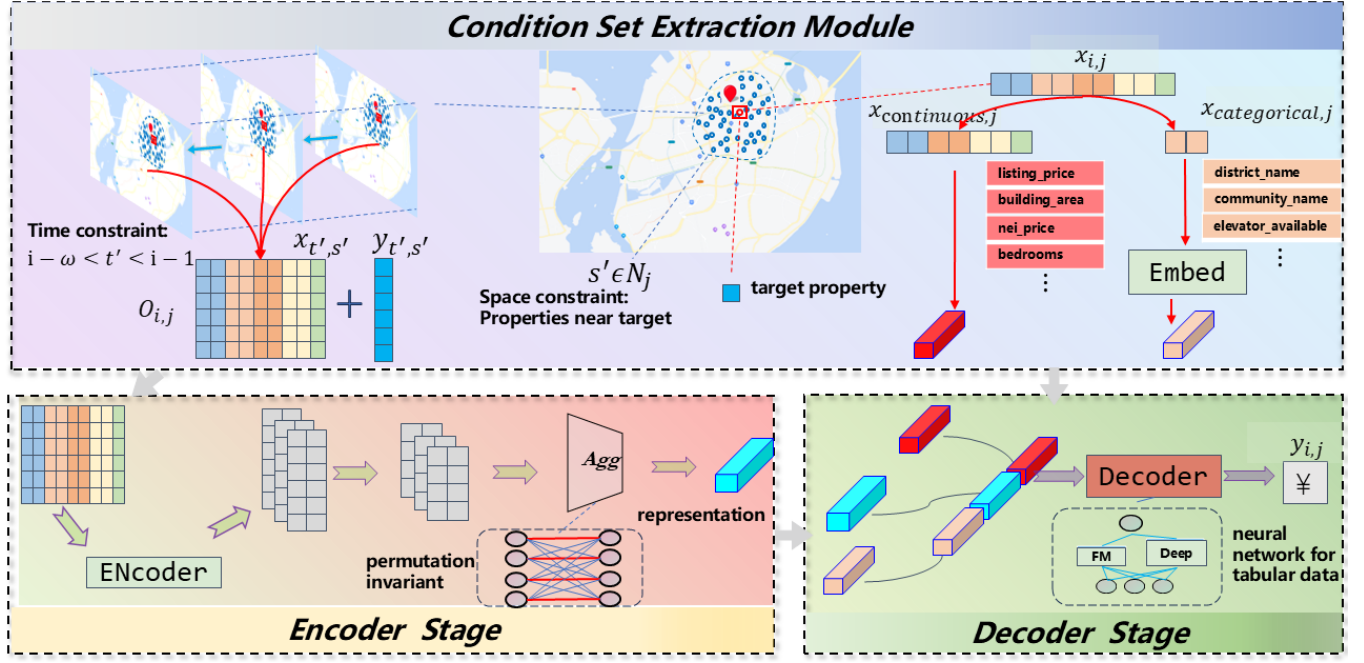 Condition Set Extraction Module
x_{i,j}
x_{continuous,j}
x_{categorical,j}
listing_price
building_area
nei_price
bedrooms
⋮
district_name
community_name
elevator_available
⋮
Embed
Time constraint:
i − ω < t′ < i − 1
x_{t′,s′}
y_{t′,s′}
O_{i,j}
+
s′ϵN_j
Space constraint:
Properties near target
target property
ENcoder
Agg
representation
permutation
invariant
Encoder Stage
Decoder
y_{i,j}
¥
FM
Deep
neural
network for
tabular data
Decoder Stage